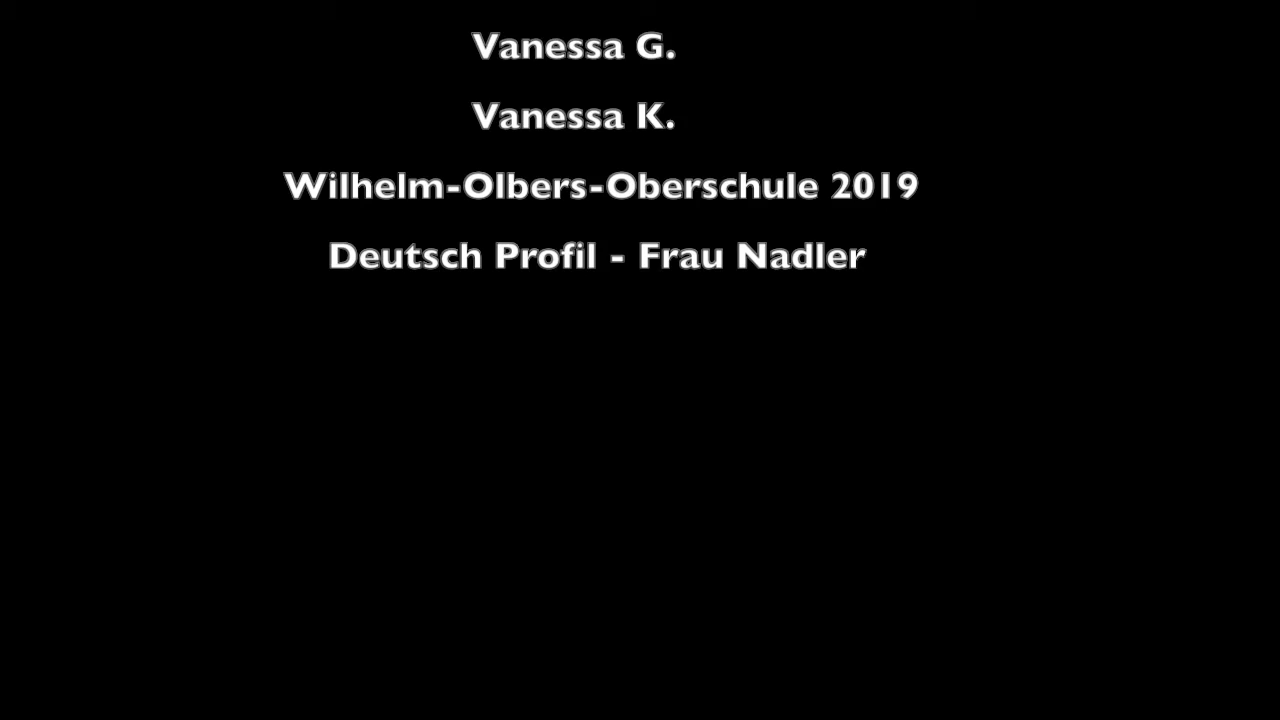 Vanessa G.
Vanessa K.
Wilhelm-Olbers-Oberschule 2019
Deutsch Profil - Frau Nadler